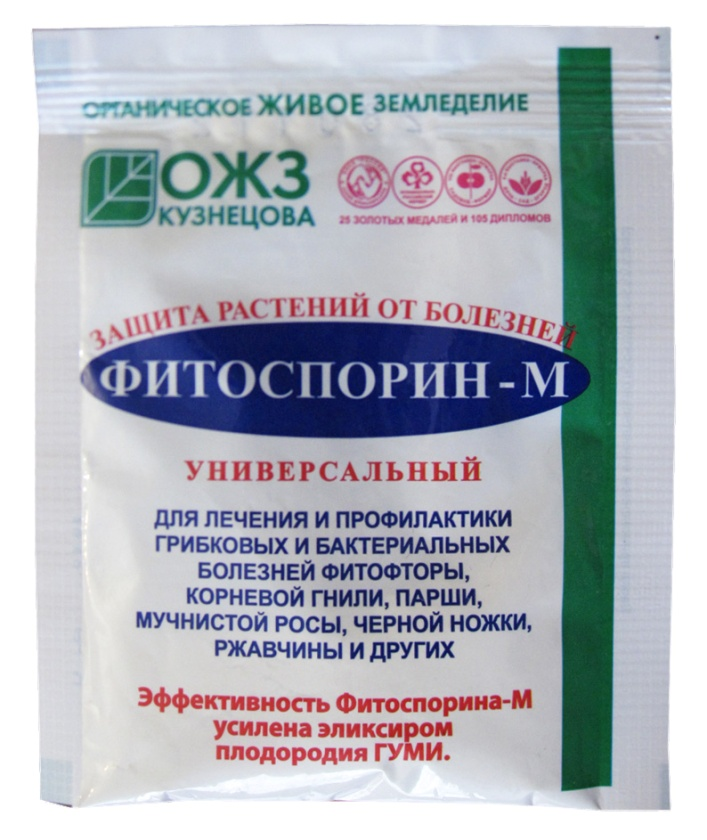 ОРГАНИЧЕСКОЕ ЖИВОЕ ЗЕМЛЕДЕЛИЕ
ОЖЗ
КУЗНЕЦОВА
25 ЗОЛОТЫХ МЕДАЛЕЙ И 105 ДИПЛОМОВ
ЗАЩИТА РАСТЕНИЙ ОТ БОЛЕЗНЕЙ
ФИТОСПОРИН-М
УНИВЕРСАЛЬНЫЙ
ДЛЯ ЛЕЧЕНИЯ И ПРОФИЛАКТИКИ
ГРИБКОВЫХ И БАКТЕРИАЛЬНЫХ
БОЛЕЗНЕЙ ФИТОФТОРЫ,
КОРНЕВОЙ ГНИЛИ, ПАРШИ,
МУЧНИСТОЙ РОСЫ, ЧЕРНОЙ НОЖКИ,
РЖАВЧИНЫ И ДРУГИХ
Эффективность Фитоспорина-М
усилена эликсиром
плодородия ГУМИ.